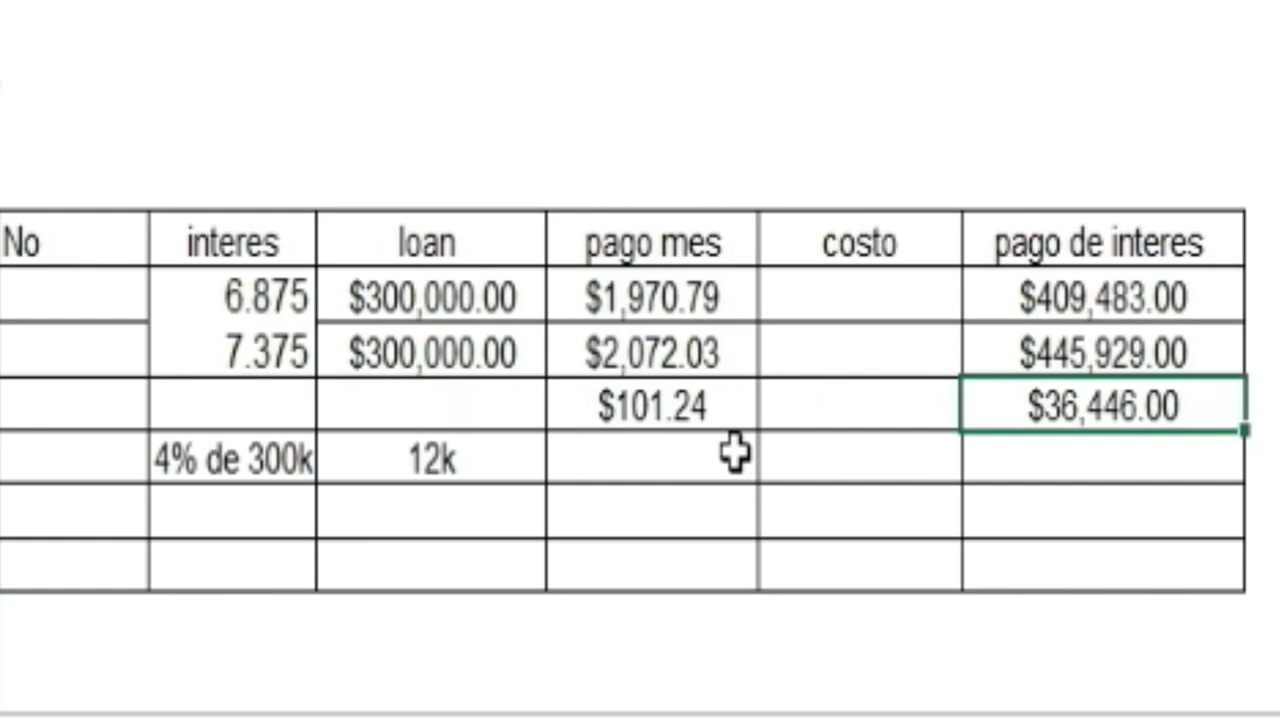 No interes loan pago mes costo pago de interes
6.875 $300,000.00 $1,970.79 $409,483.00
7.375 $300,000.00 $2,072.03 $445,929.00
$101.24 $36,446.00
4% de 300k 12k